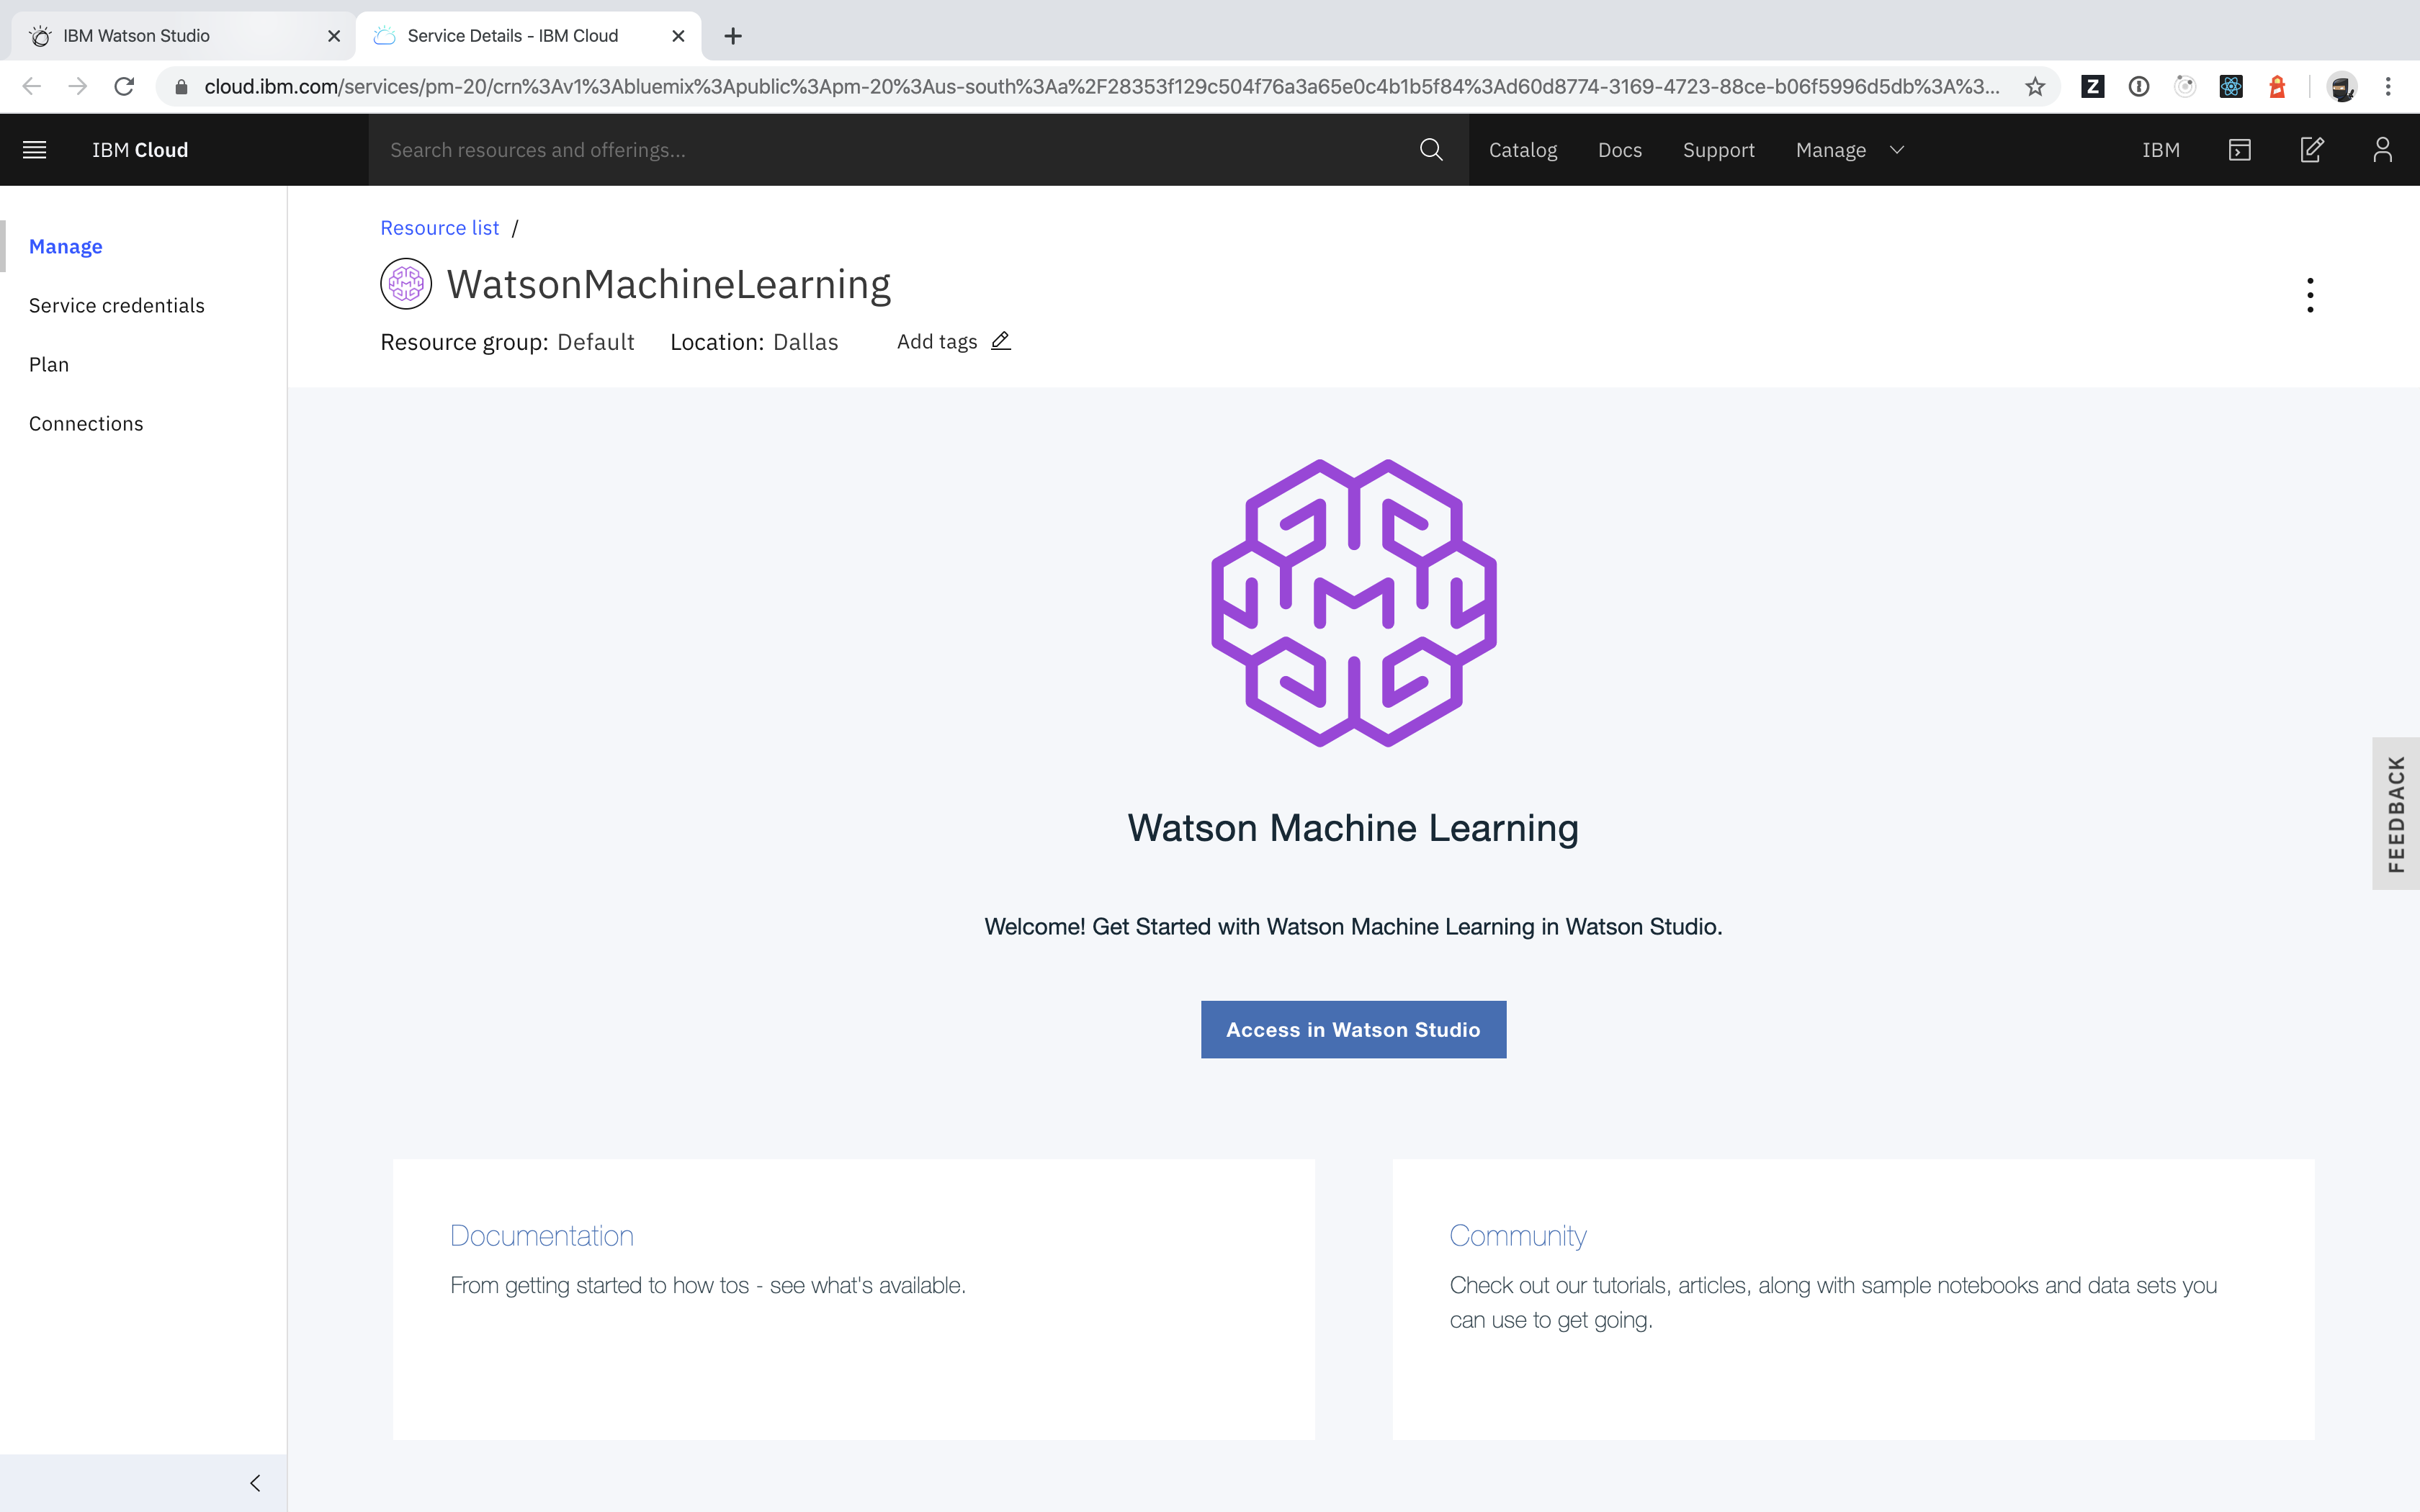 IBM Watson Studio
Service Details - IBM Cloud
cloud.ibm.com/services/pm-20/crn%3Av1%3Abluemix%3Apublic%3Apm-20%3Aus-south%3Aa%2F28353f129c504f76a3a65e0c4b1b5f84%3Ad60d8774-3169-4723-88ce-b06f5996d5db%3A%3...
IBM Cloud
Search resources and offerings...
Catalog
Docs
Support
Manage
IBM
Manage
Service credentials
Plan
Connections
Resource list /
WatsonMachineLearning
Resource group: Default Location: Dallas Add tags
M
Watson Machine Learning
Welcome! Get Started with Watson Machine Learning in Watson Studio.
Access in Watson Studio
FEEDBACK
Documentation
From getting started to how tos - see what's available.
Community
Check out our tutorials, articles, along with sample notebooks and data sets you
can use to get going.